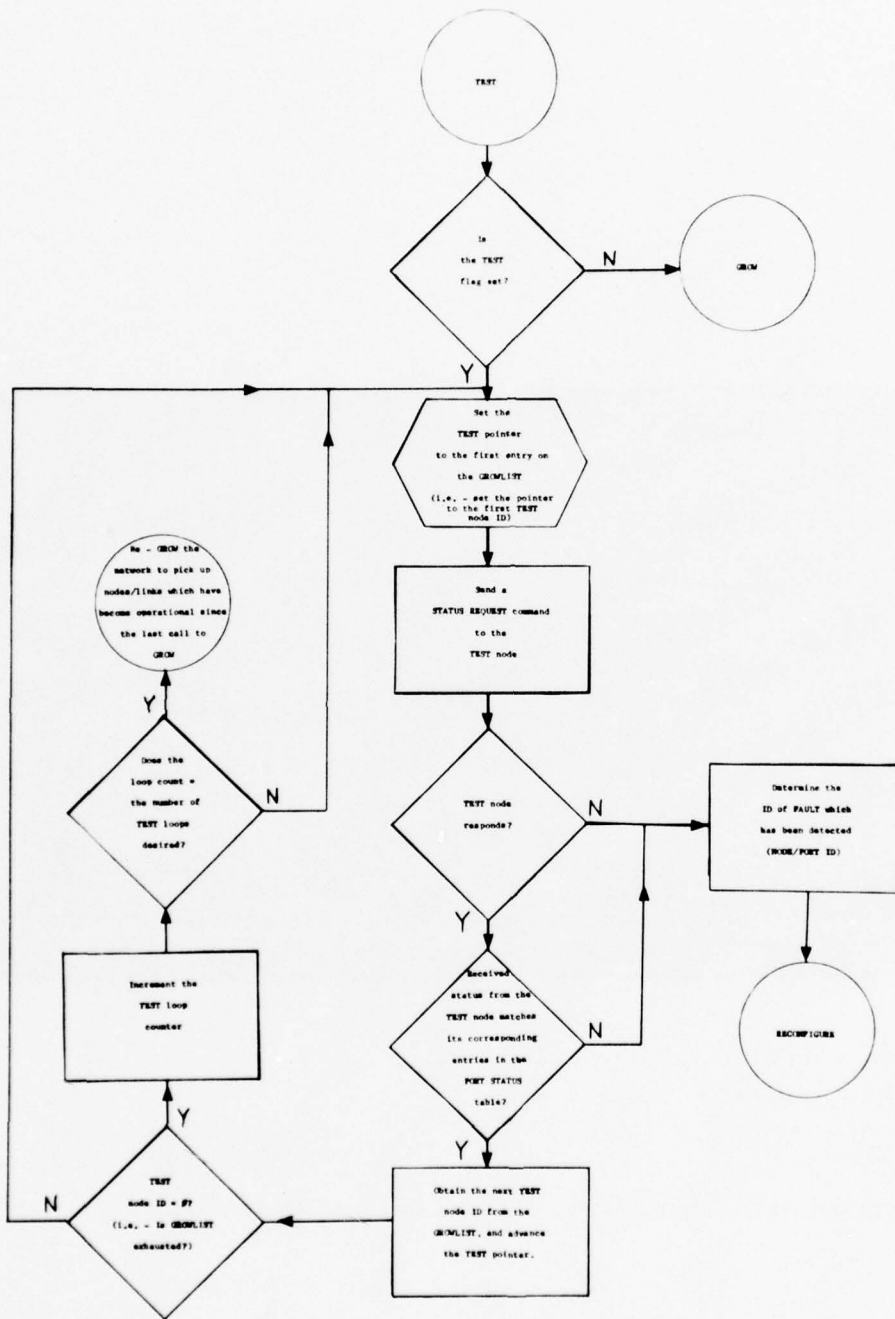 TEST
Is
the TEST
flag set?
N
GROW
Y
Set the
TEST pointer
to the first entry on
the GROWLIST
(i.e. - set the pointer
to the first TEST
node ID)
Re - GROW the
network to pick up
nodes/links which have
become operational since
the last call to
GROW
Send a
STATUS REQUEST command
to the
TEST node
Y
Does the
loop count =
the number of
TEST loops
desired?
N
TEST node
responds?
N
Determine the
ID of FAULT which
has been detected
(NODE/PORT ID)
Y
Increment the
TEST loop
counter
Received
status from the
TEST node matches
its corresponding
entries in the
PORT STATUS
table?
N
RECONFIGURE
Y
Y
TEST
node ID = 0?
(i.e. - is GROWLIST
exhausted?)
N
Obtain the next TEST
node ID from the
GROWLIST, and advance
the TEST pointer.